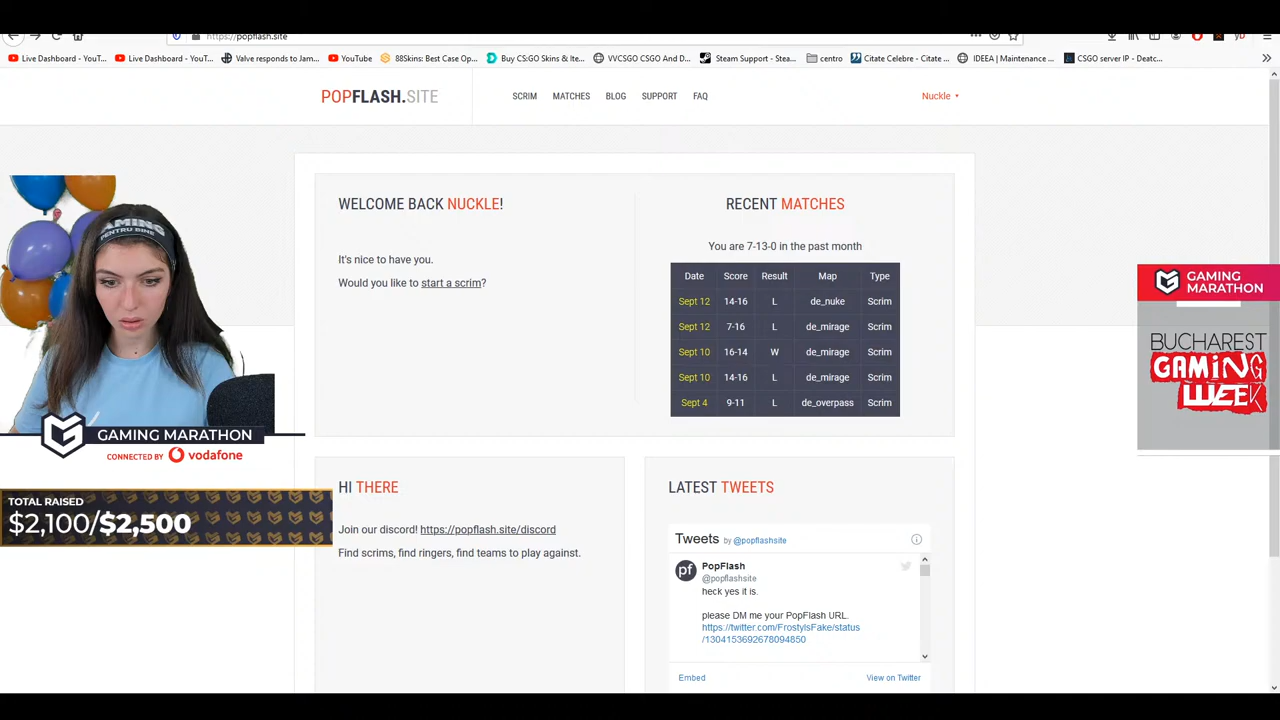 https://popflash.site
Live Dashboard - YouT...
Live Dashboard - YouT...
Valve responds to Jam...
YouTube
88Skins: Best Case Op...
Buy CS:GO Skins & Ite...
VVCSGO CSGO And D...
Steam Support - Stea...
centro
Citate Celebre - Citate ...
IDEEA | Maintenance ...
CSGO server IP - Deatc...
POPFLASH.SITE
SCRIM
MATCHES
BLOG
SUPPORT
FAQ
Nuckle
WELCOME BACK NUCKLE!
It's nice to have you.
Would you like to start a scrim?
RECENT MATCHES
You are 7-13-0 in the past month
Date Score Result Map Type
Sept 12 14-16 L de_nuke Scrim
Sept 12 7-16 L de_mirage Scrim
Sept 10 16-14 W de_mirage Scrim
Sept 10 14-16 L de_mirage Scrim
Sept 4 9-11 L de_overpass Scrim
GAMING
PENTRU BINE
GAMING MARATHON
CONNECTED BY vodafone
TOTAL RAISED
$2,100/$2,500
GAMING
MARATHON
BUCHAREST
GAMING
WEEK
HI THERE
Join our discord! https://popflash.site/discord
Find scrims, find ringers, find teams to play against.
LATEST TWEETS
Tweets by @popflashsite
pf
PopFlash
@popflashsite
heck yes it is.
please DM me your PopFlash URL.
https://twitter.com/FrostyIsFake/status
/1304153692678094850
Embed
View on Twitter